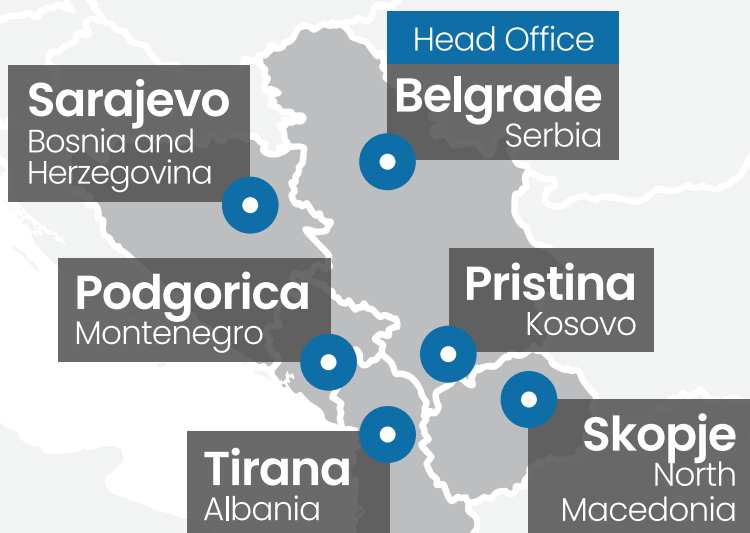 Head Office
Belgrade
Serbia
Sarajevo
Bosnia and
Herzegovina
Podgorica
Montenegro
Pristina
Kosovo
Tirana
Albania
Skopje
North
Macedonia